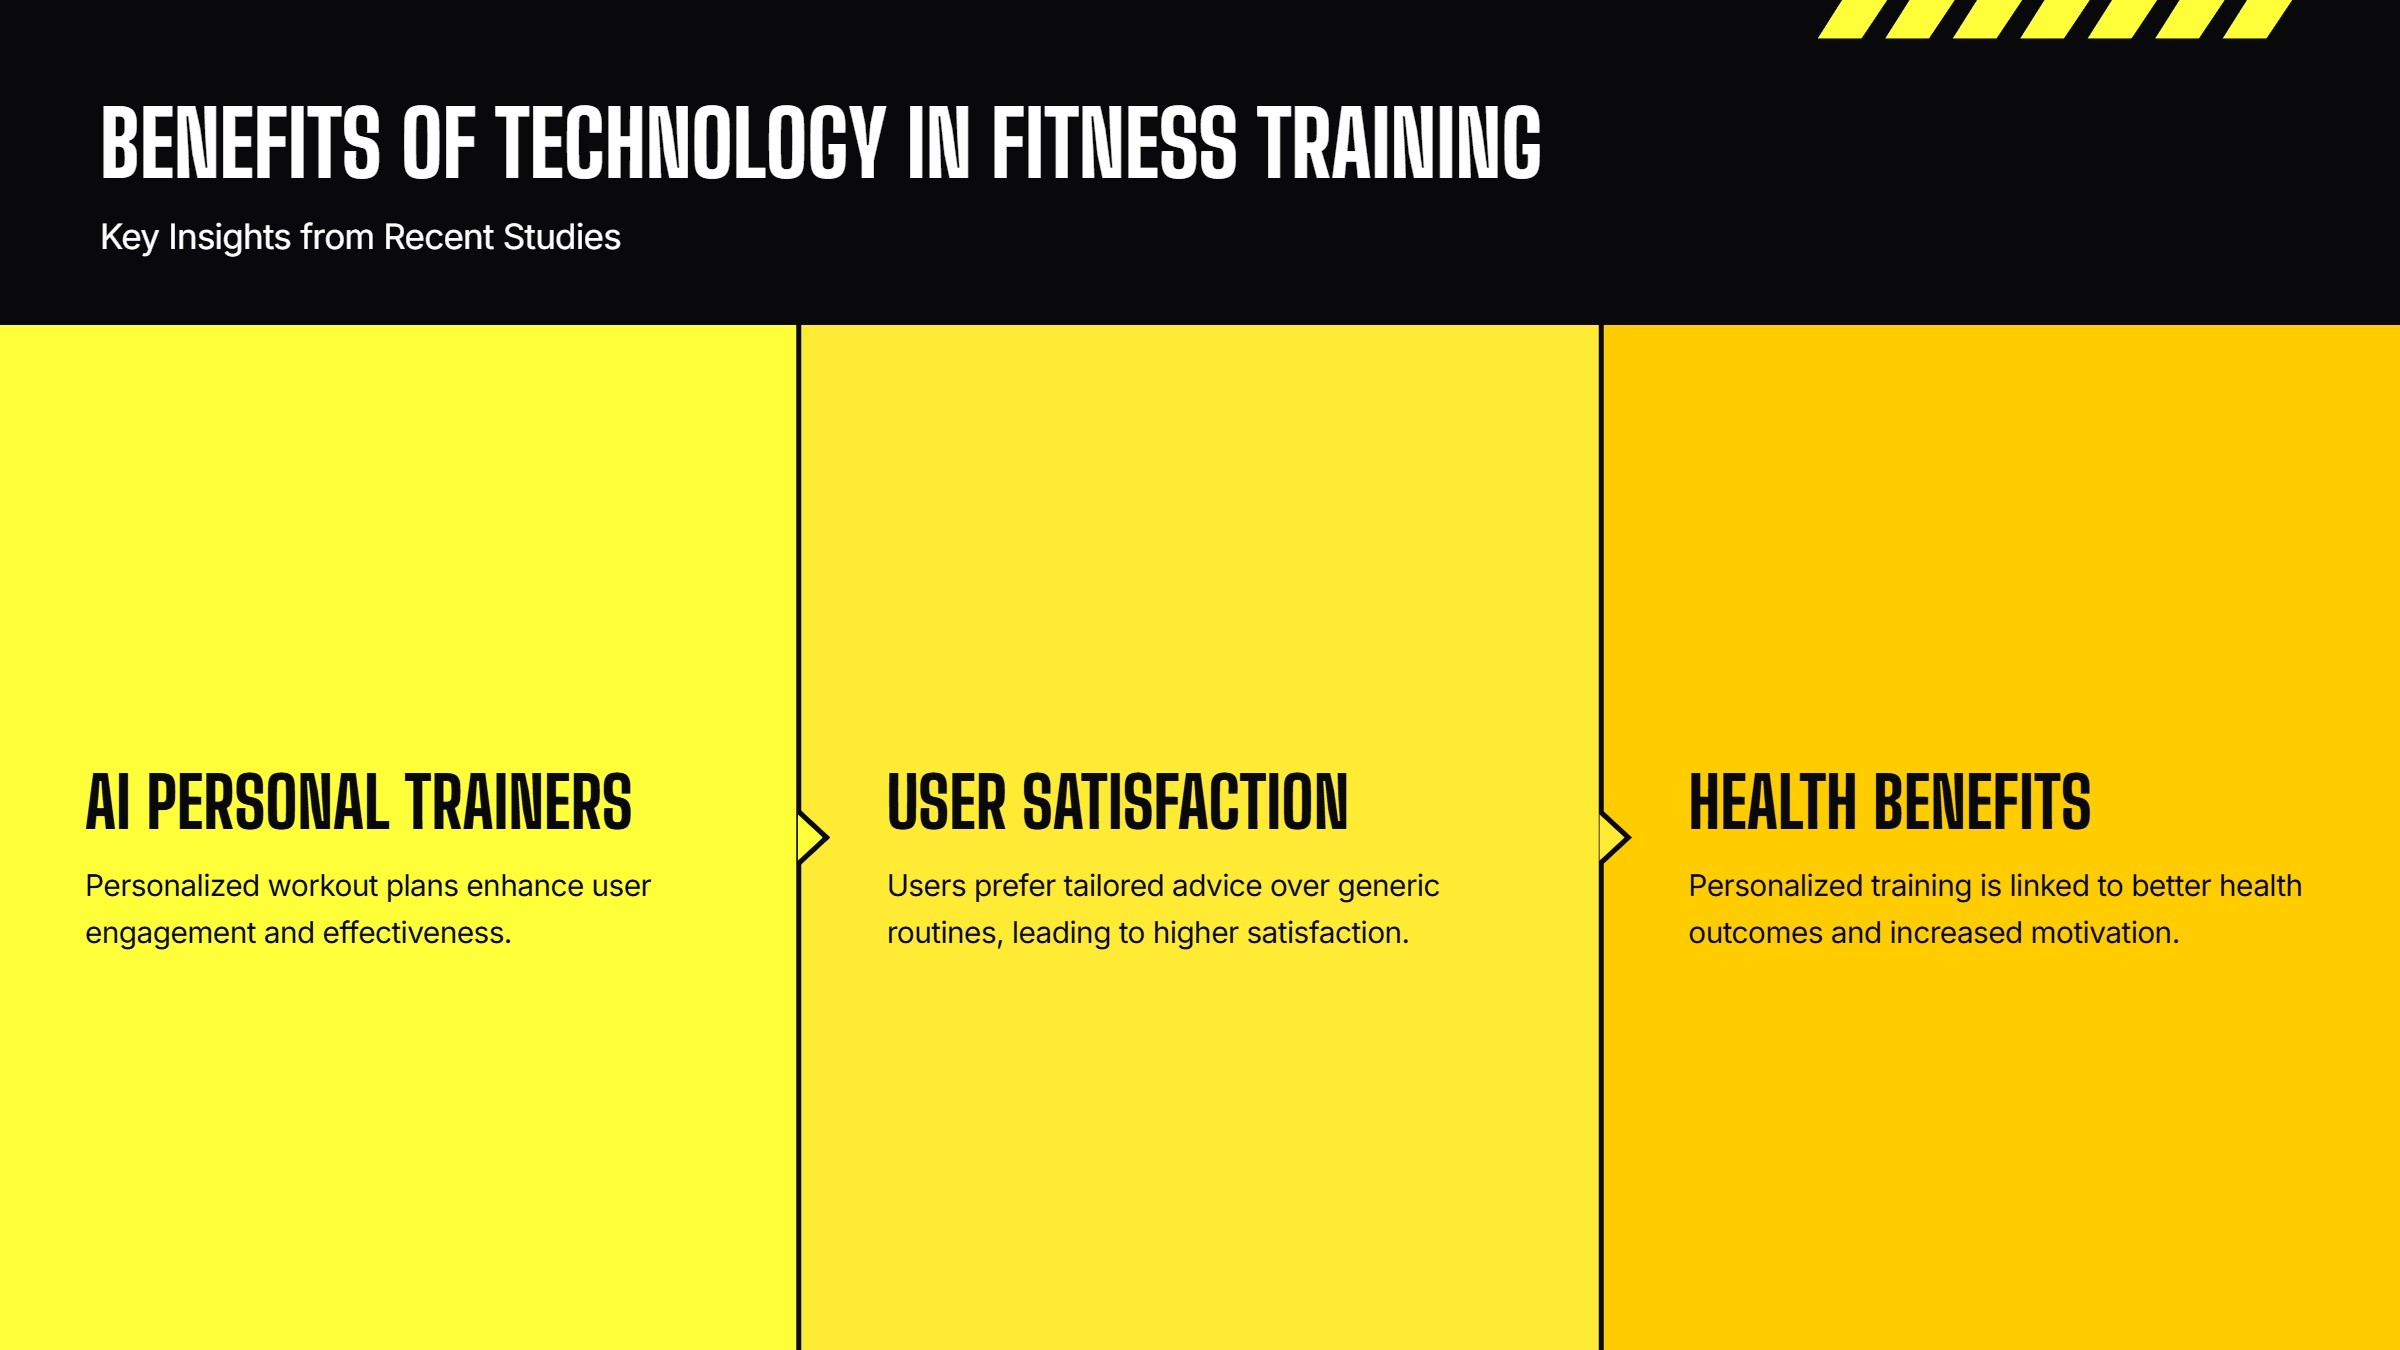 BENEFITS OF TECHNOLOGY IN FITNESS TRAINING
Key Insights from Recent Studies
AI PERSONAL TRAINERS
Personalized workout plans enhance user
engagement and effectiveness.
USER SATISFACTION
Users prefer tailored advice over generic
routines, leading to higher satisfaction.
HEALTH BENEFITS
Personalized training is linked to better health
outcomes and increased motivation.